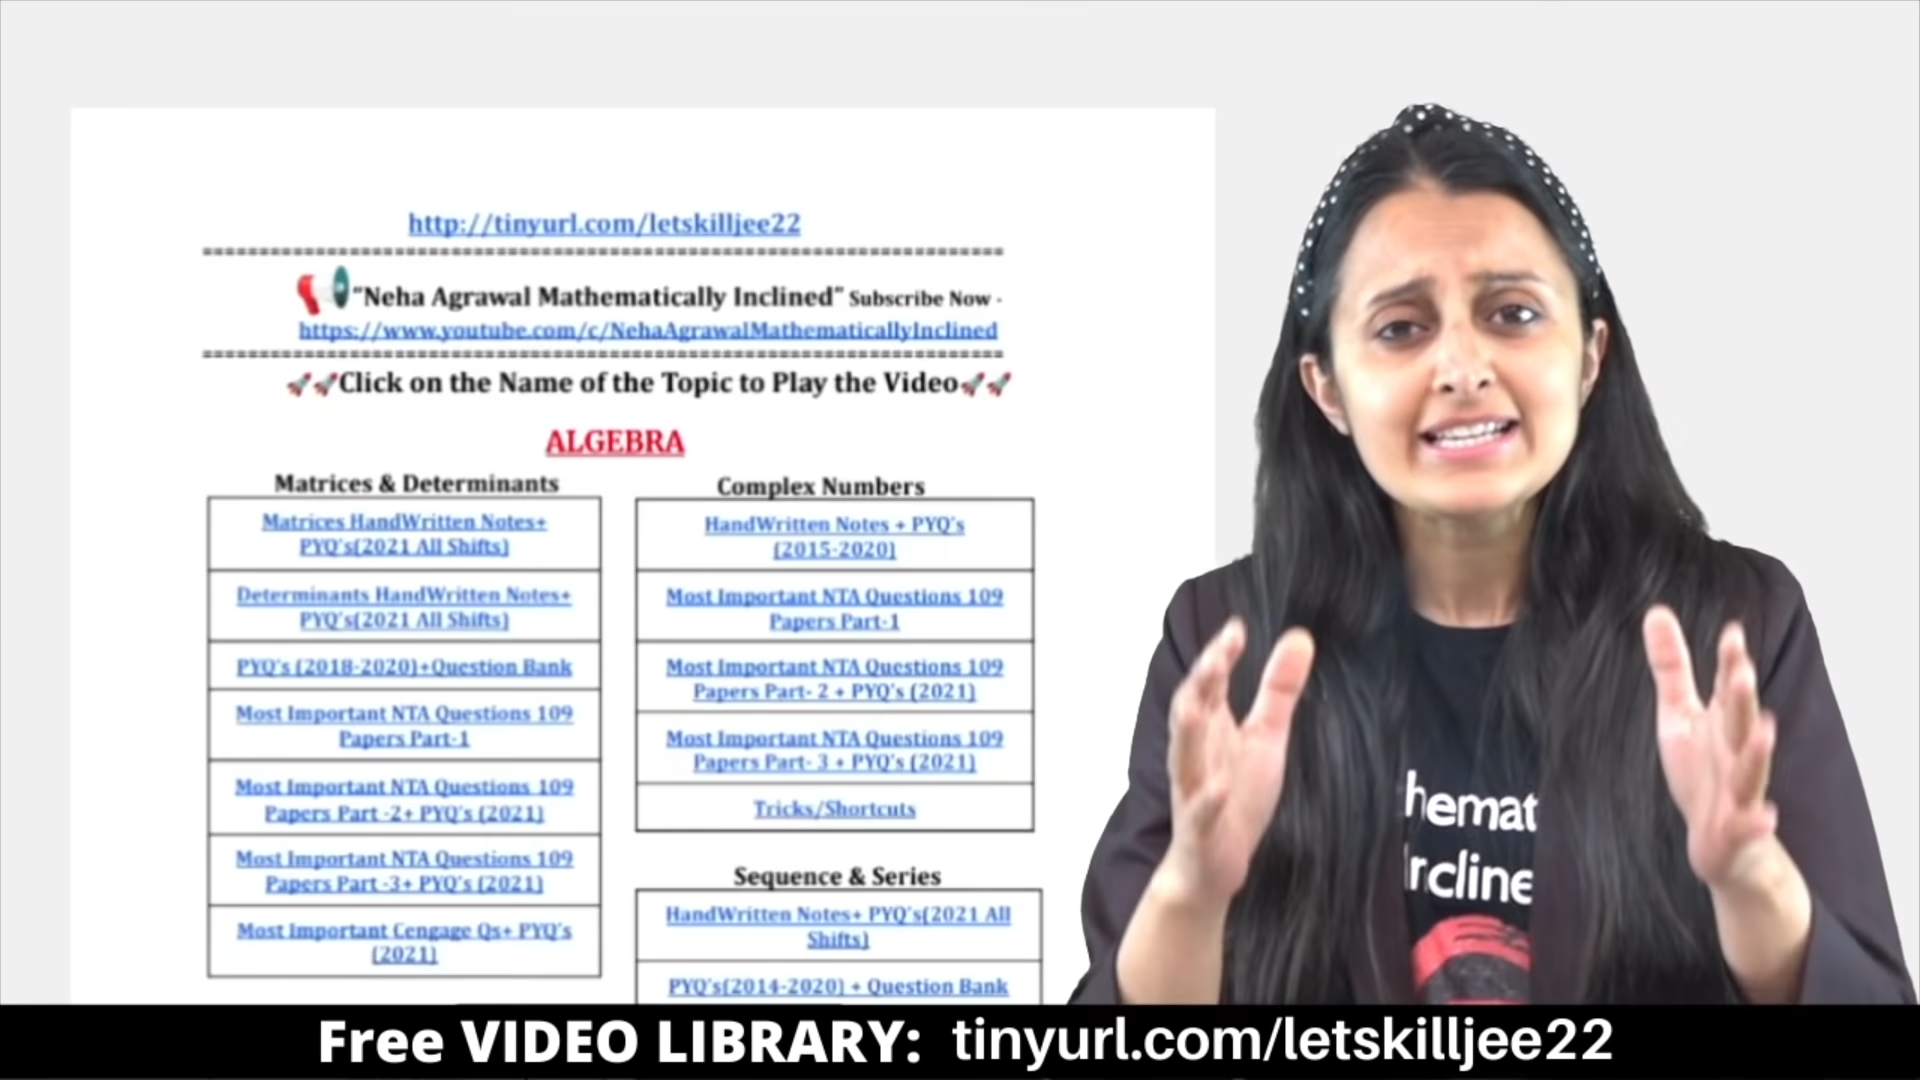 http://tinyurl.com/letskilljee22
================================================================
"Neha Agrawal Mathematically Inclined" Subscribe Now -
https://www.youtube.com/c/NehaAgrawalMathematicallyInclined
================================================================
🚀🚀Click on the Name of the Topic to Play the Video🚀🚀
ALGEBRA
Matrices & Determinants
Matrices HandWritten Notes+
PYQ's(2021 All Shifts)
Determinants HandWritten Notes+
PYQ's(2021 All Shifts)
PYQ's (2018-2020)+Question Bank
Most Important NTA Questions 109
Papers Part-1
Most Important NTA Questions 109
Papers Part -2+ PYQ's (2021)
Most Important NTA Questions 109
Papers Part -3+ PYQ's (2021)
Most Important Cengage Qs+ PYQ's
(2021)
Complex Numbers
HandWritten Notes + PYQ's
(2015-2020)
Most Important NTA Questions 109
Papers Part-1
Most Important NTA Questions 109
Papers Part- 2 + PYQ's (2021)
Most Important NTA Questions 109
Papers Part- 3 + PYQ's (2021)
Tricks/Shortcuts
Sequence & Series
HandWritten Notes+ PYQ's(2021 All
Shifts)
PYQ's(2014-2020) + Question Bank
hemat
incline
Free VIDEO LIBRARY: tinyurl.com/letskilljee22